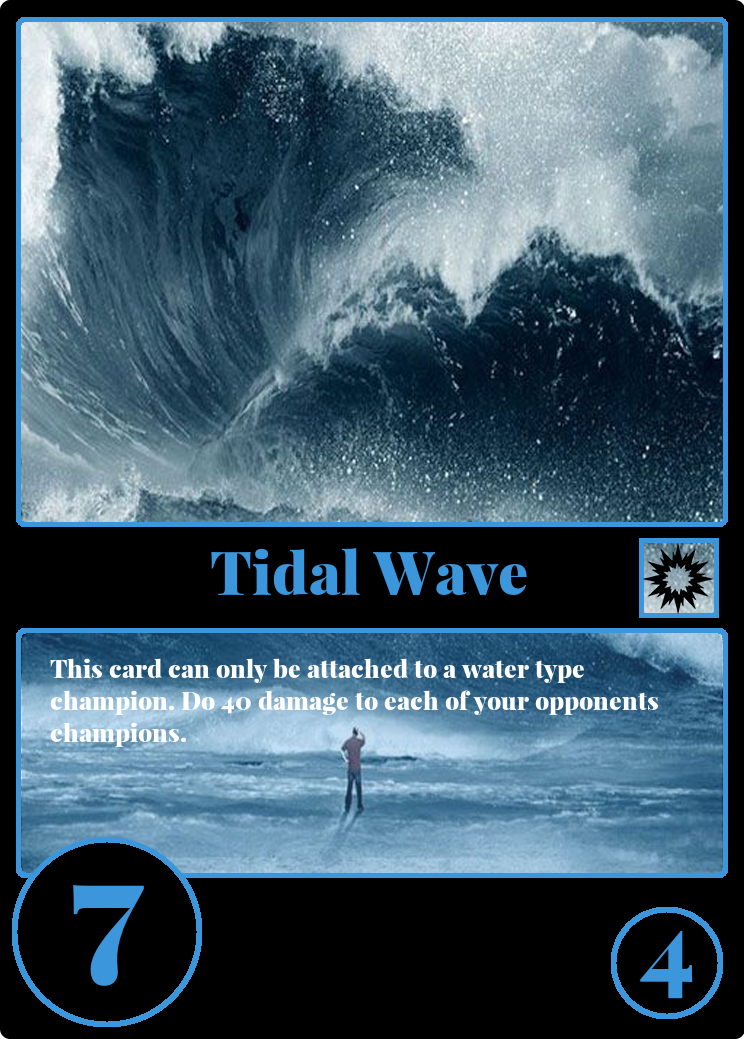 Tidal Wave
This card can only be attached to a water type
champion. Do 40 damage to each of your opponents
champions.
7
4